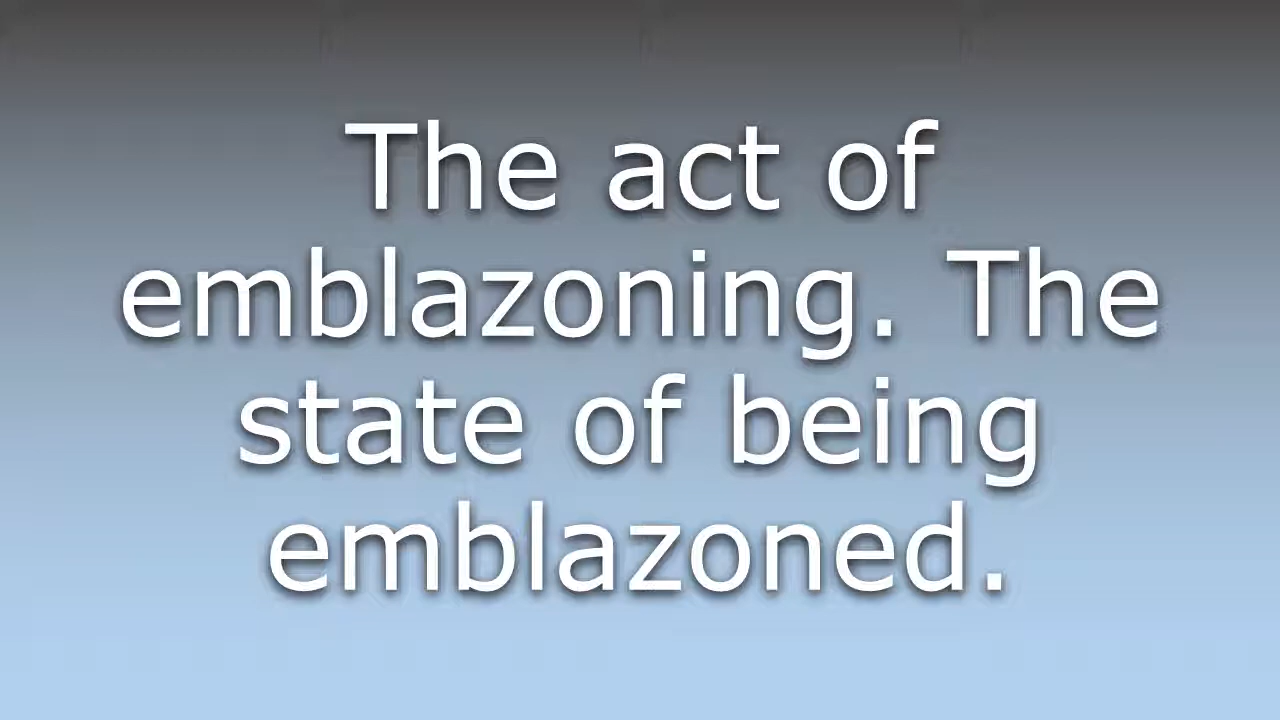 The act of
emblazoning. The
state of being
emblazoned.